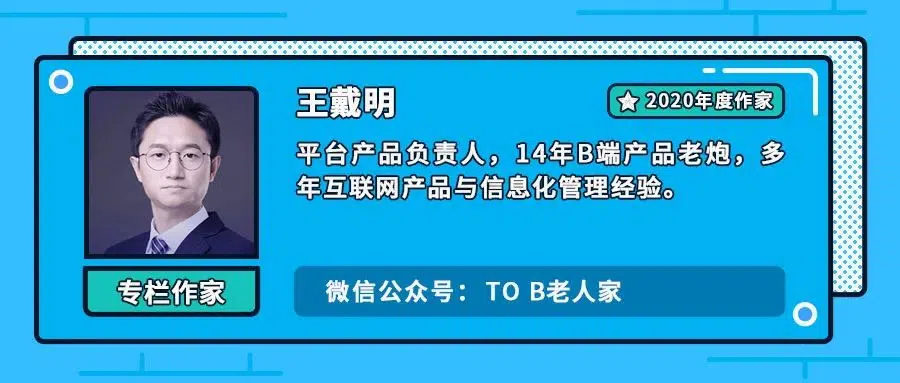 王戴明
2020年度作家
平台产品负责人，14年B端产品老炮，多
年互联网产品与信息化管理经验。
专栏作家
微信公众号：TO B老人家